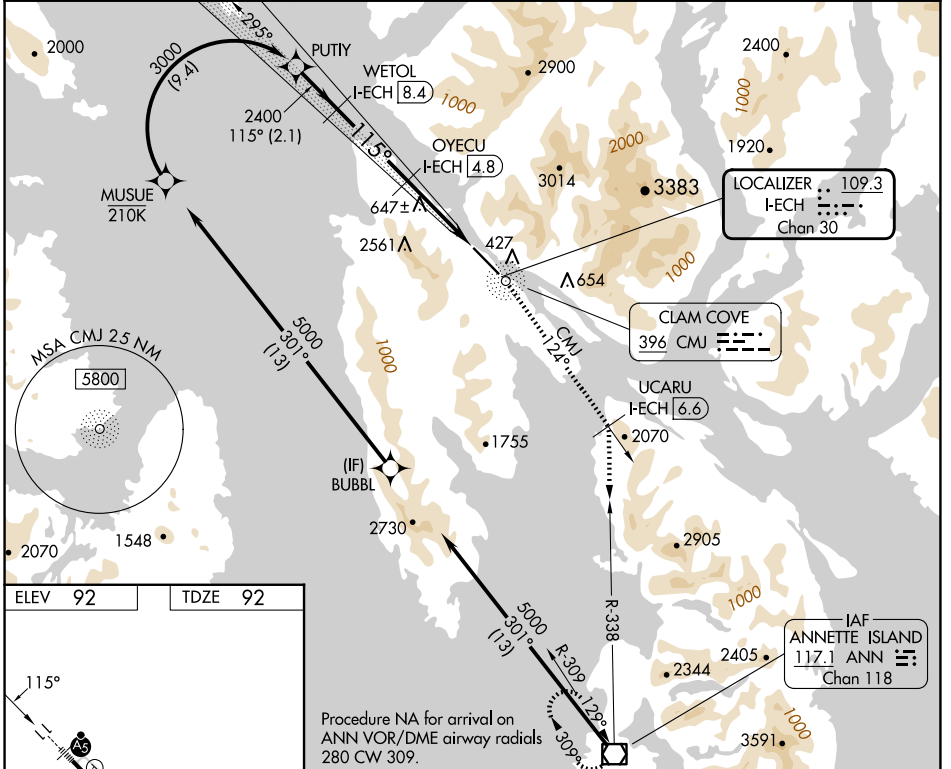 2000
295°
PUTIY
3000
(9.4)
WETOL
I-ECH 8.4
2400
115° (2.1)
115°
OYECU
I-ECH 4.8
2900
1000
2400
1000
1920
2000
3014
3383
1000
LOCALIZER 109.3
I-ECH
Chan 30
MUSUE
210K
647±
2561
427
654
CLAM COVE
396 CMJ
5000
301°
(13)
1000
CMJ
124°
MSA CMJ 25 NM
5800
UCARU
I-ECH 6.6
2070
1755
(IF)
BUBBL
2730
2070
1548
2905
1000
R-338
5000
301°
(13)
R-309
129°
309°
IAF
ANNETTE ISLAND
117.1 ANN
Chan 118
2344
2405
3591
1000
ELEV 92
TDZE 92
115°
A5
Procedure NA for arrival on
ANN VOR/DME airway radials
280 CW 309.